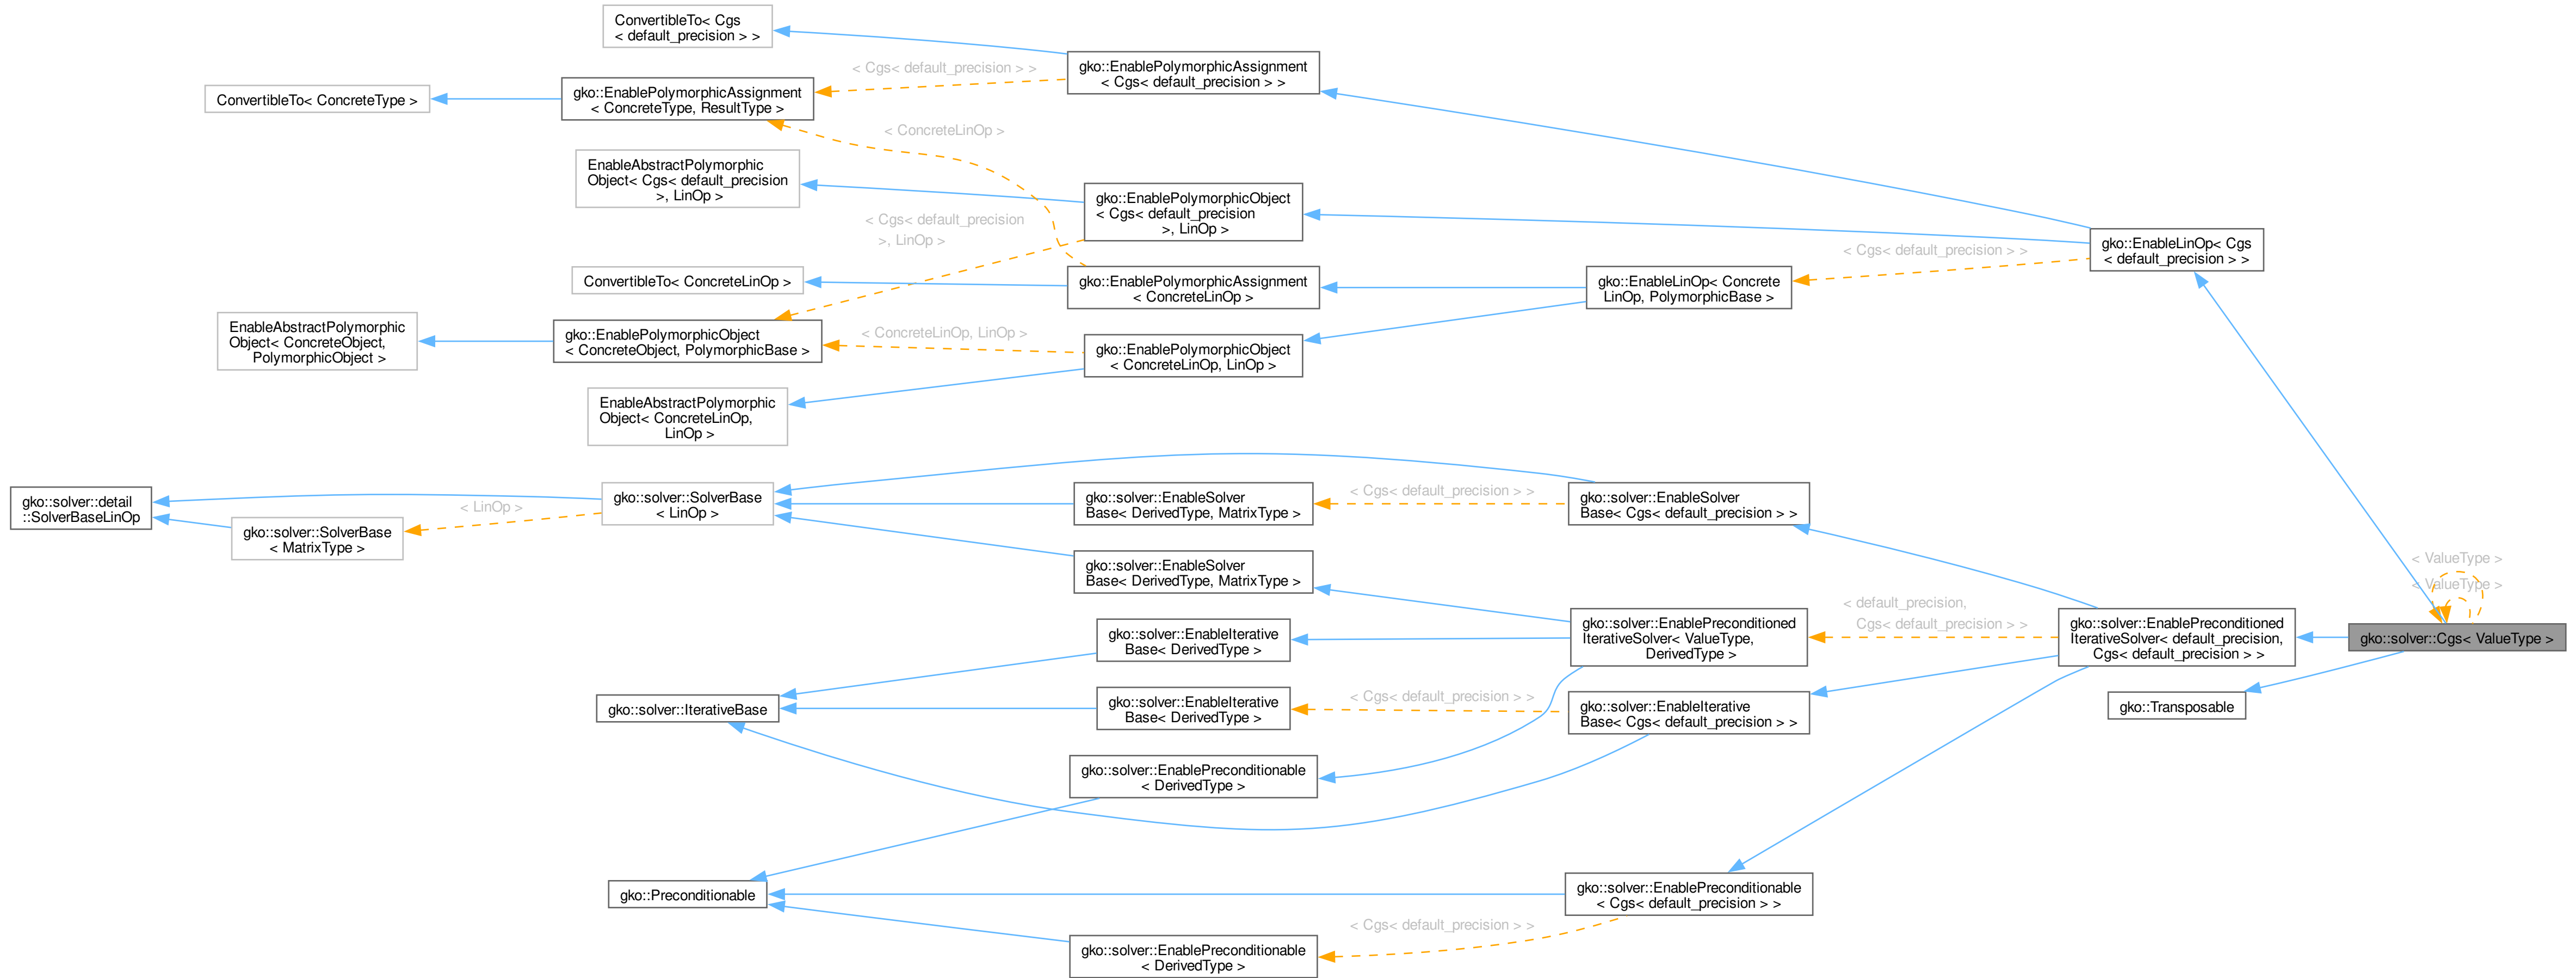 ConvertibleTo< Cgs
< default_precision > >
gko::EnablePolymorphicAssignment
< Cgs< default_precision > >
< Cgs< default_precision > >
ConvertibleTo< ConcreteType >
gko::EnablePolymorphicAssignment
< ConcreteType, ResultType >
< ConcreteLinOp >
EnableAbstractPolymorphic
Object< Cgs< default_precision
>, LinOp >
gko::EnablePolymorphicObject
< Cgs< default_precision
>, LinOp >
< Cgs< default_precision
>, LinOp >
gko::EnableLinOp< Cgs
< default_precision > >
< Cgs< default_precision > >
ConvertibleTo< ConcreteLinOp >
gko::EnablePolymorphicAssignment
< ConcreteLinOp >
gko::EnableLinOp< Concrete
LinOp, PolymorphicBase >
EnableAbstractPolymorphic
Object< ConcreteObject,
PolymorphicObject >
gko::EnablePolymorphicObject
< ConcreteObject, PolymorphicBase >
< ConcreteLinOp, LinOp >
gko::EnablePolymorphicObject
< ConcreteLinOp, LinOp >
EnableAbstractPolymorphic
Object< ConcreteLinOp,
LinOp >
gko::solver::detail
::SolverBaseLinOp
gko::solver::SolverBase
< MatrixType >
< LinOp >
gko::solver::SolverBase
< LinOp >
gko::solver::EnableSolver
Base< DerivedType, MatrixType >
< Cgs< default_precision > >
gko::solver::EnableSolver
Base< Cgs< default_precision > >
gko::solver::EnableSolver
Base< DerivedType, MatrixType >
< ValueType >
< ValueType >
gko::solver::EnableIterative
Base< DerivedType >
gko::solver::EnablePreconditioned
IterativeSolver< ValueType,
DerivedType >
< default_precision,
Cgs< default_precision > >
gko::solver::EnablePreconditioned
IterativeSolver< default_precision,
Cgs< default_precision > >
gko::solver::Cgs< ValueType >
gko::solver::IterativeBase
gko::solver::EnableIterative
Base< DerivedType >
< Cgs< default_precision > >
gko::solver::EnableIterative
Base< Cgs< default_precision > >
gko::Transposable
gko::solver::EnablePreconditionable
< DerivedType >
gko::Preconditionable
gko::solver::EnablePreconditionable
< Cgs< default_precision > >
< Cgs< default_precision > >
gko::solver::EnablePreconditionable
< DerivedType >